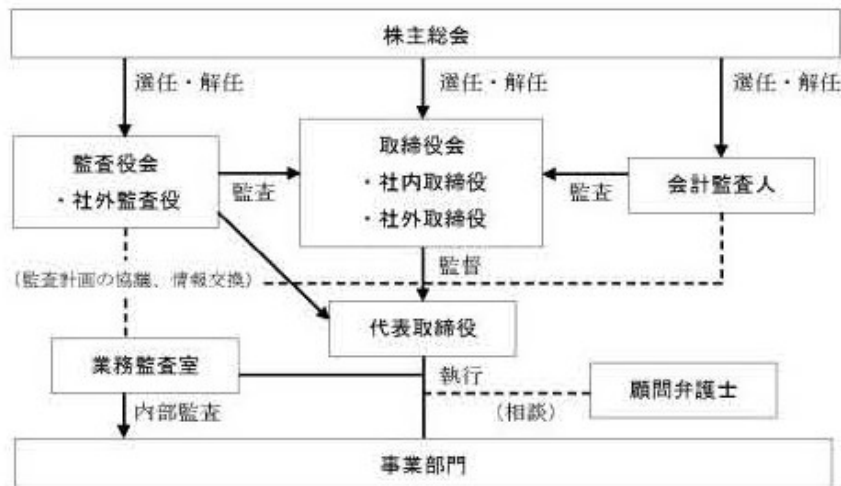 株主総会
選任・解任
選任・解任
選任・解任
監査役会
・社外監査役
監査
取締役会
・社内取締役
・社外取締役
監査
会計監査人
監督
(監査計画の協議、情報交換)
代表取締役
業務監査室
執行
顧問弁護士
(相談)
内部監査
事業部門